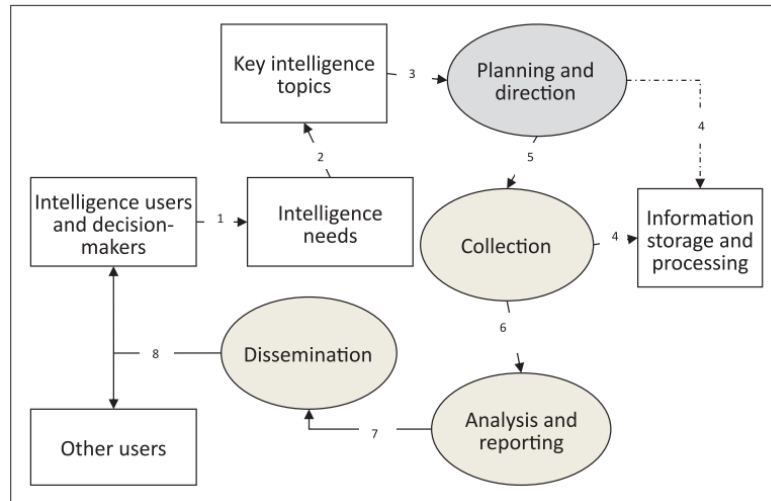 Key intelligence
topics
3
Planning and
direction
4
2
5
Intelligence users
and decision-
makers
1
Intelligence
needs
Collection
4
Information
storage and
processing
6
Dissemination
8
Analysis and
reporting
7
Other users